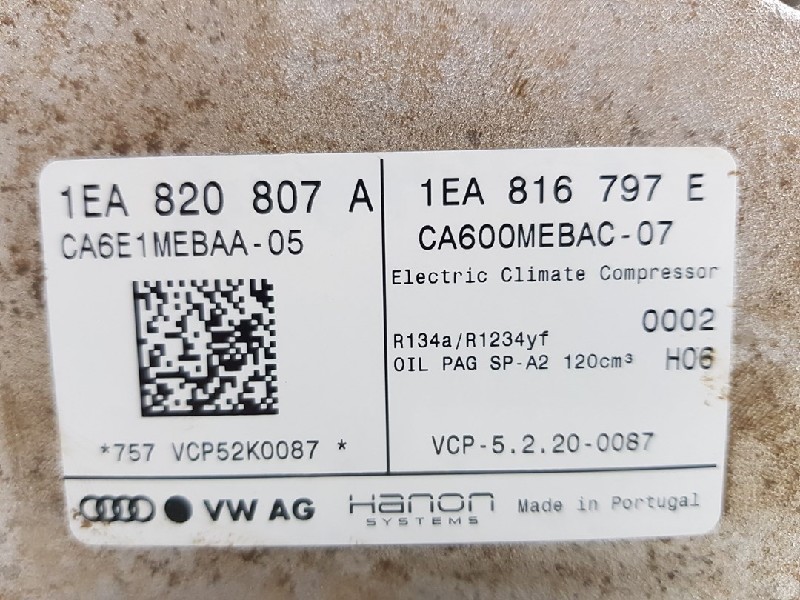 1EA 820 807 A
CA6E1MEBAA-05
*757 VCP52K0087 *
1EA 816 797 E
CA600MEBAC-07
Electric Climate Compressor
0002
R134a/R1234yf
OIL PAG SP-A2 120cm³ H06
VCP-5.2.20-0087
VW AG Hanon SYSTEMS Made in Portugal